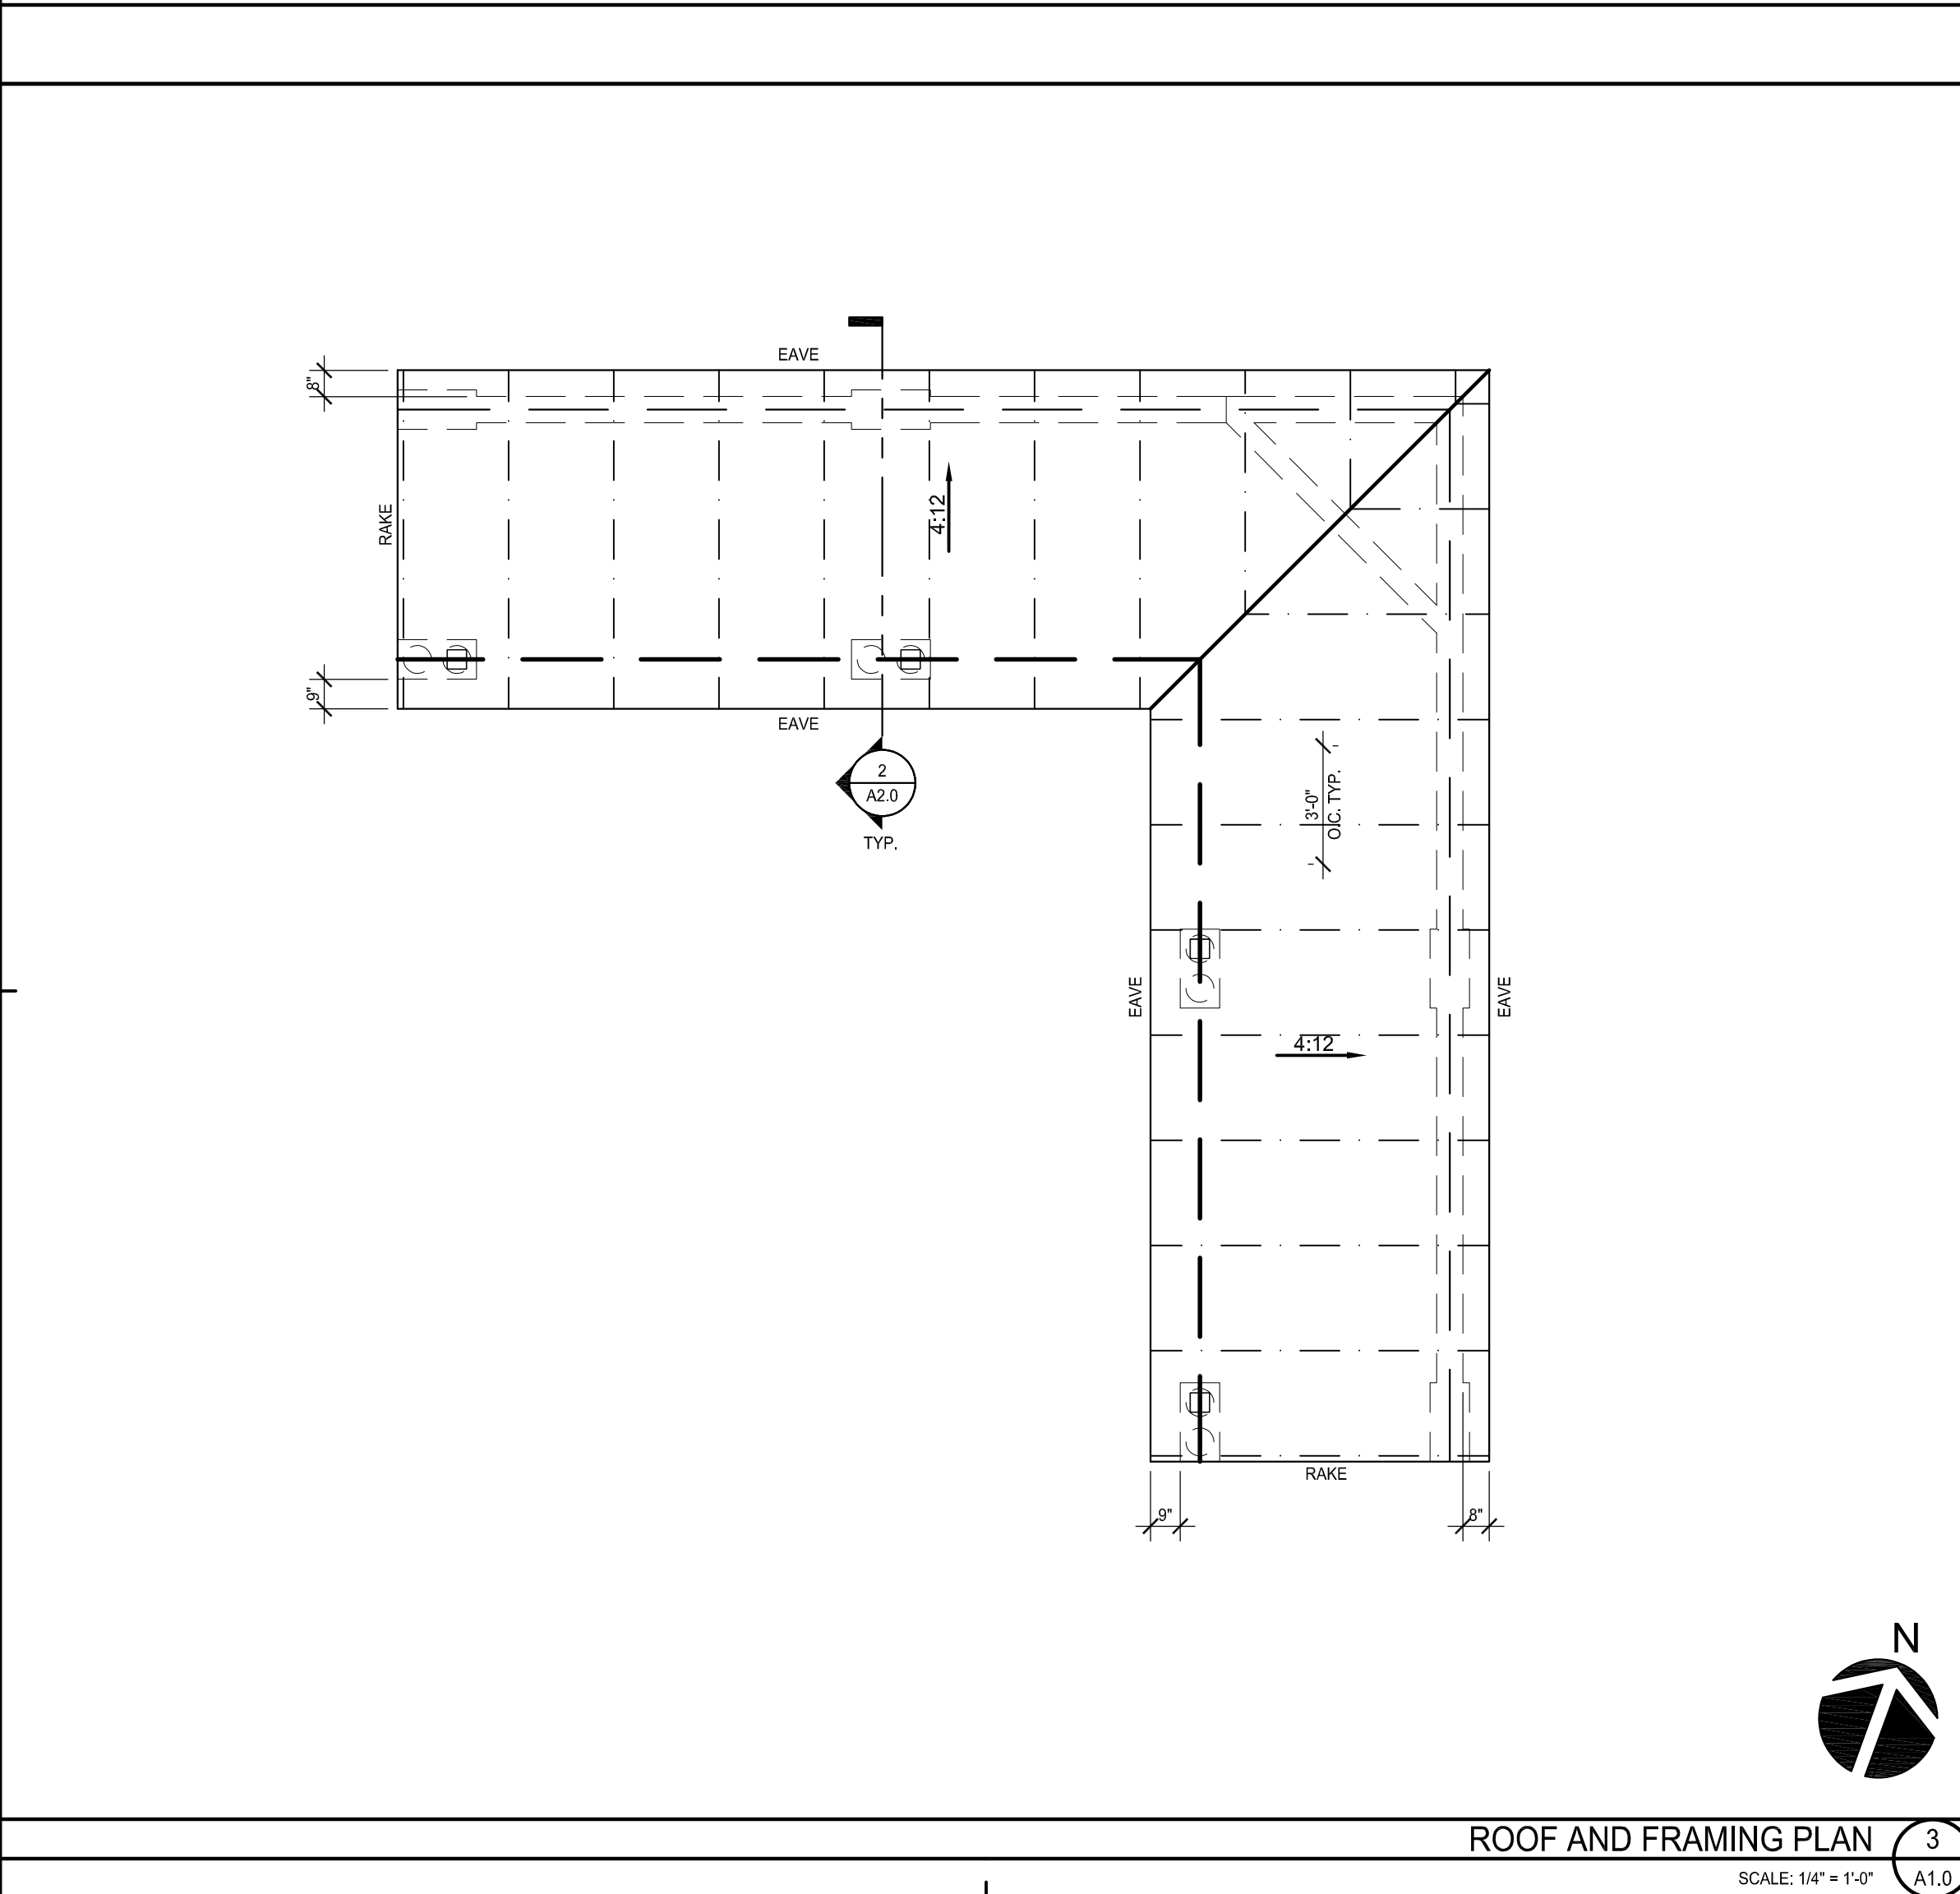 EAVE
8"
RAKE
4:12
9"
EAVE
2
A2.0
TYP.
3'-0"
O.C. TYP.
EAVE
EAVE
4:12
RAKE
9"
8"
N
ROOF AND FRAMING PLAN
3
SCALE: 1/4" = 1'-0"
A1.0